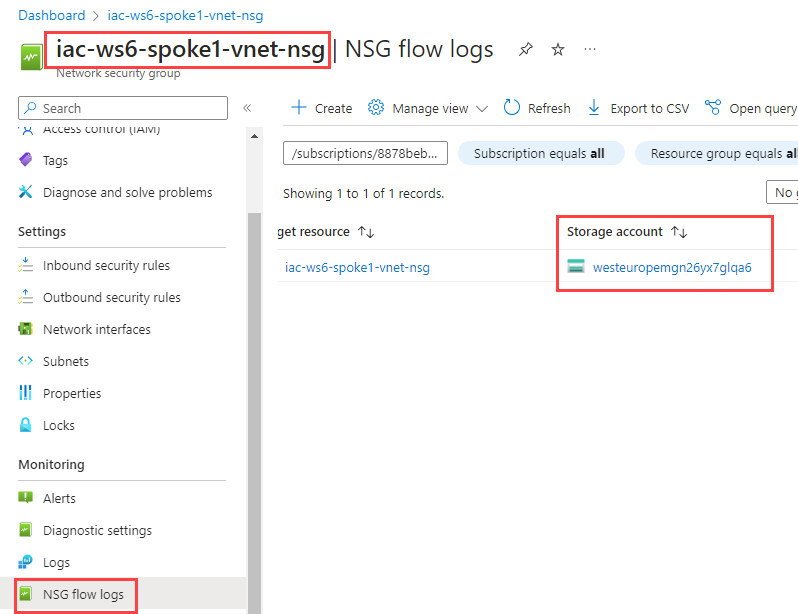 Dashboard > iac-ws6-spoke1-vnet-nsg
iac-ws6-spoke1-vnet-nsg | NSG flow logs ...
Network security group
Search «
Access control (IAM)
Tags
Diagnose and solve problems
Settings
Inbound security rules
Outbound security rules
Network interfaces
Subnets
Properties
Locks
Monitoring
Alerts
Diagnostic settings
Logs
NSG flow logs
Create Manage view Refresh Export to CSV Open query
/subscriptions/8878beb... Subscription equals all Resource group equals all
Showing 1 to 1 of 1 records.
No
get resource ↑↓ Storage account ↑↓
iac-ws6-spoke1-vnet-nsg westeuropemgn26yx7glqa6